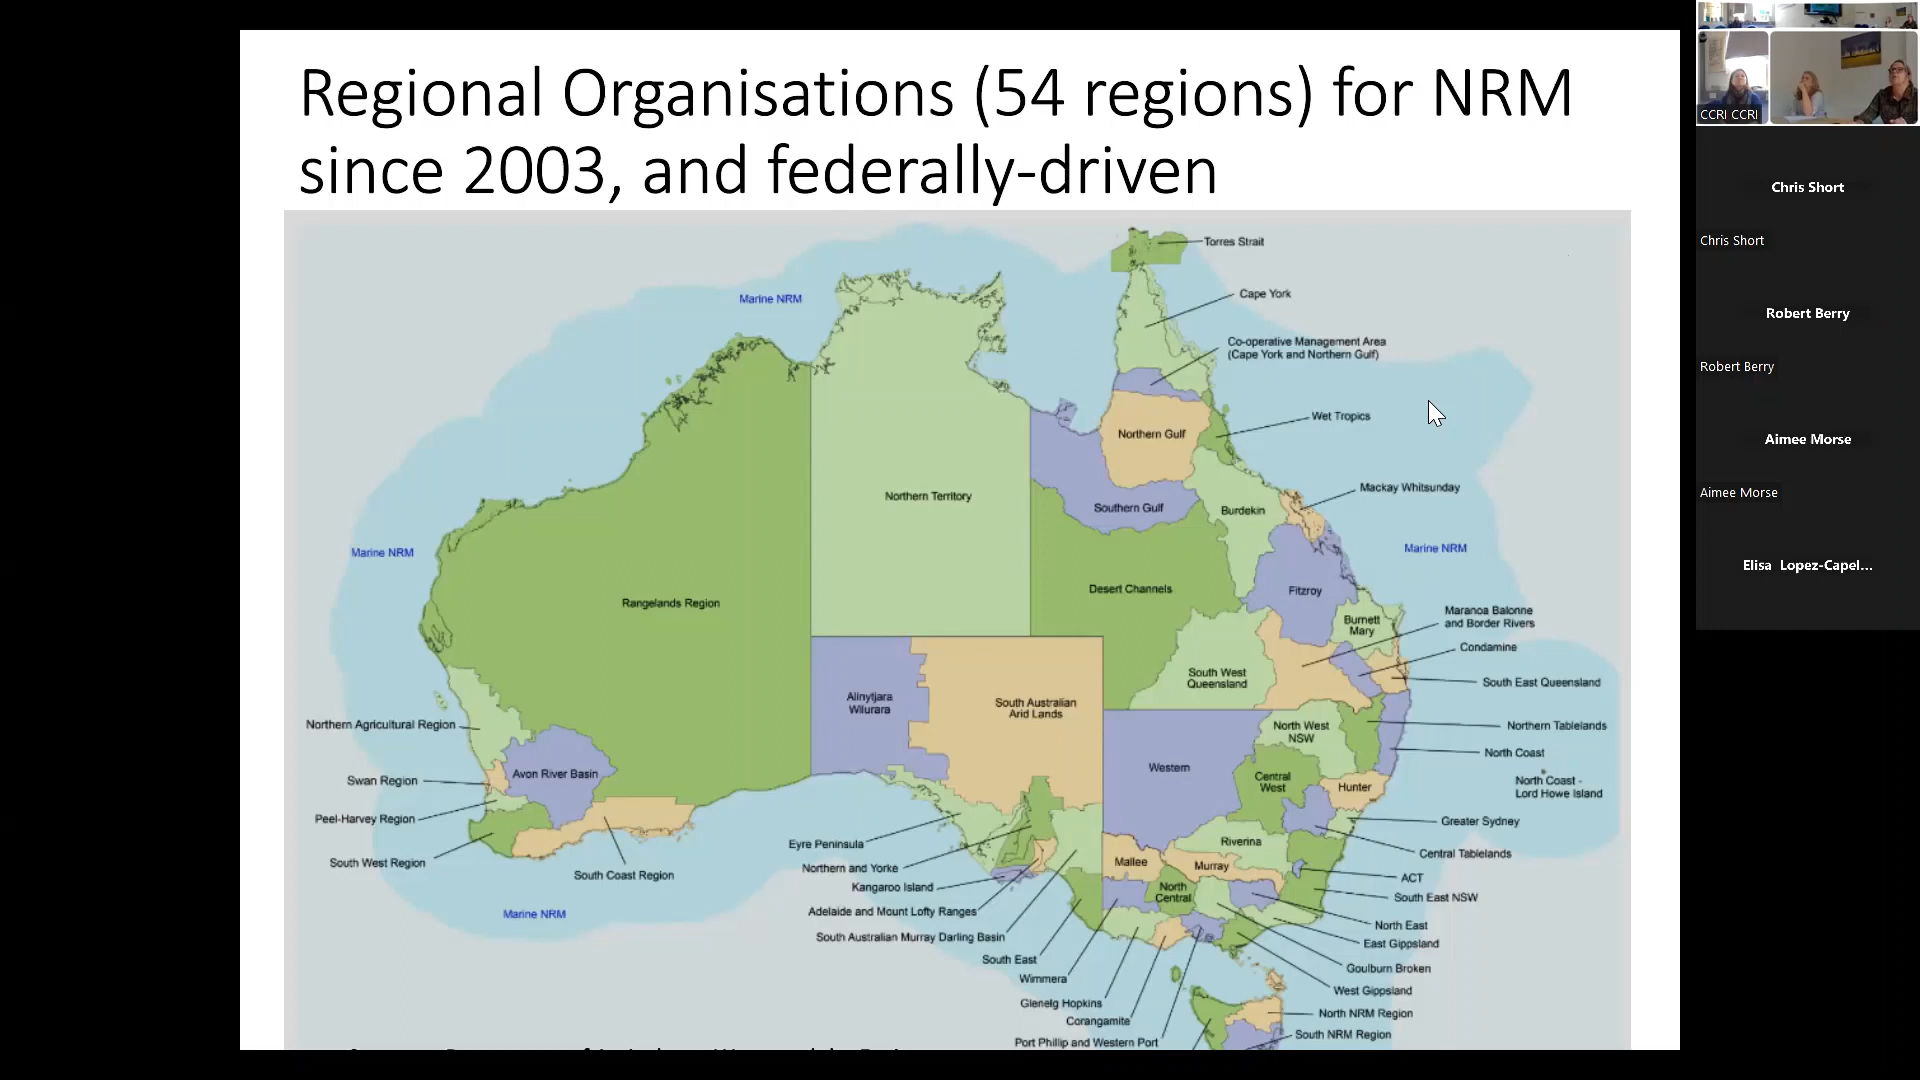 Regional Organisations (54 regions) for NRM
since 2003, and federally-driven
Torres Strait
Marine NRM
Cape York
Co-operative Management Area
(Cape York and Northern Gulf)
Wet Tropics
Northern Gulf
Mackay Whitsunday
Northern Territory
Southern Gulf
Burdekin
Marine NRM
Marine NRM
Desert Channels
Fitzroy
Rangelands Region
Maranoa Balonne
and Border Rivers
Burnett
Mary
Condamine
South West
Queensland
South East Queensland
Alinytjara
Wilurara
South Australian
Arid Lands
Northern Agricultural Region
North West
NSW
Northern Tablelands
North Coast
Western
Avon River Basin
Swan Region
Central
West
Hunter
North Coast -
Lord Howe Island
Peel-Harvey Region
Greater Sydney
Eyre Peninsula
Riverina
Central Tablelands
South West Region
South Coast Region
Northern and Yorke
Mallee
Murray
ACT
Kangaroo Island
North
Central
South East NSW
Marine NRM
Adelaide and Mount Lofty Ranges
North East
South Australian Murray Darling Basin
East Gippsland
South East
Goulburn Broken
Wimmera
West Gippsland
Glenelg Hopkins
North NRM Region
Corangamite
South NRM Region
Port Phillip and Western Port
CCRI CCRI
Chris Short
Chris Short
Robert Berry
Robert Berry
Aimee Morse
Aimee Morse
Elisa Lopez-Capel...